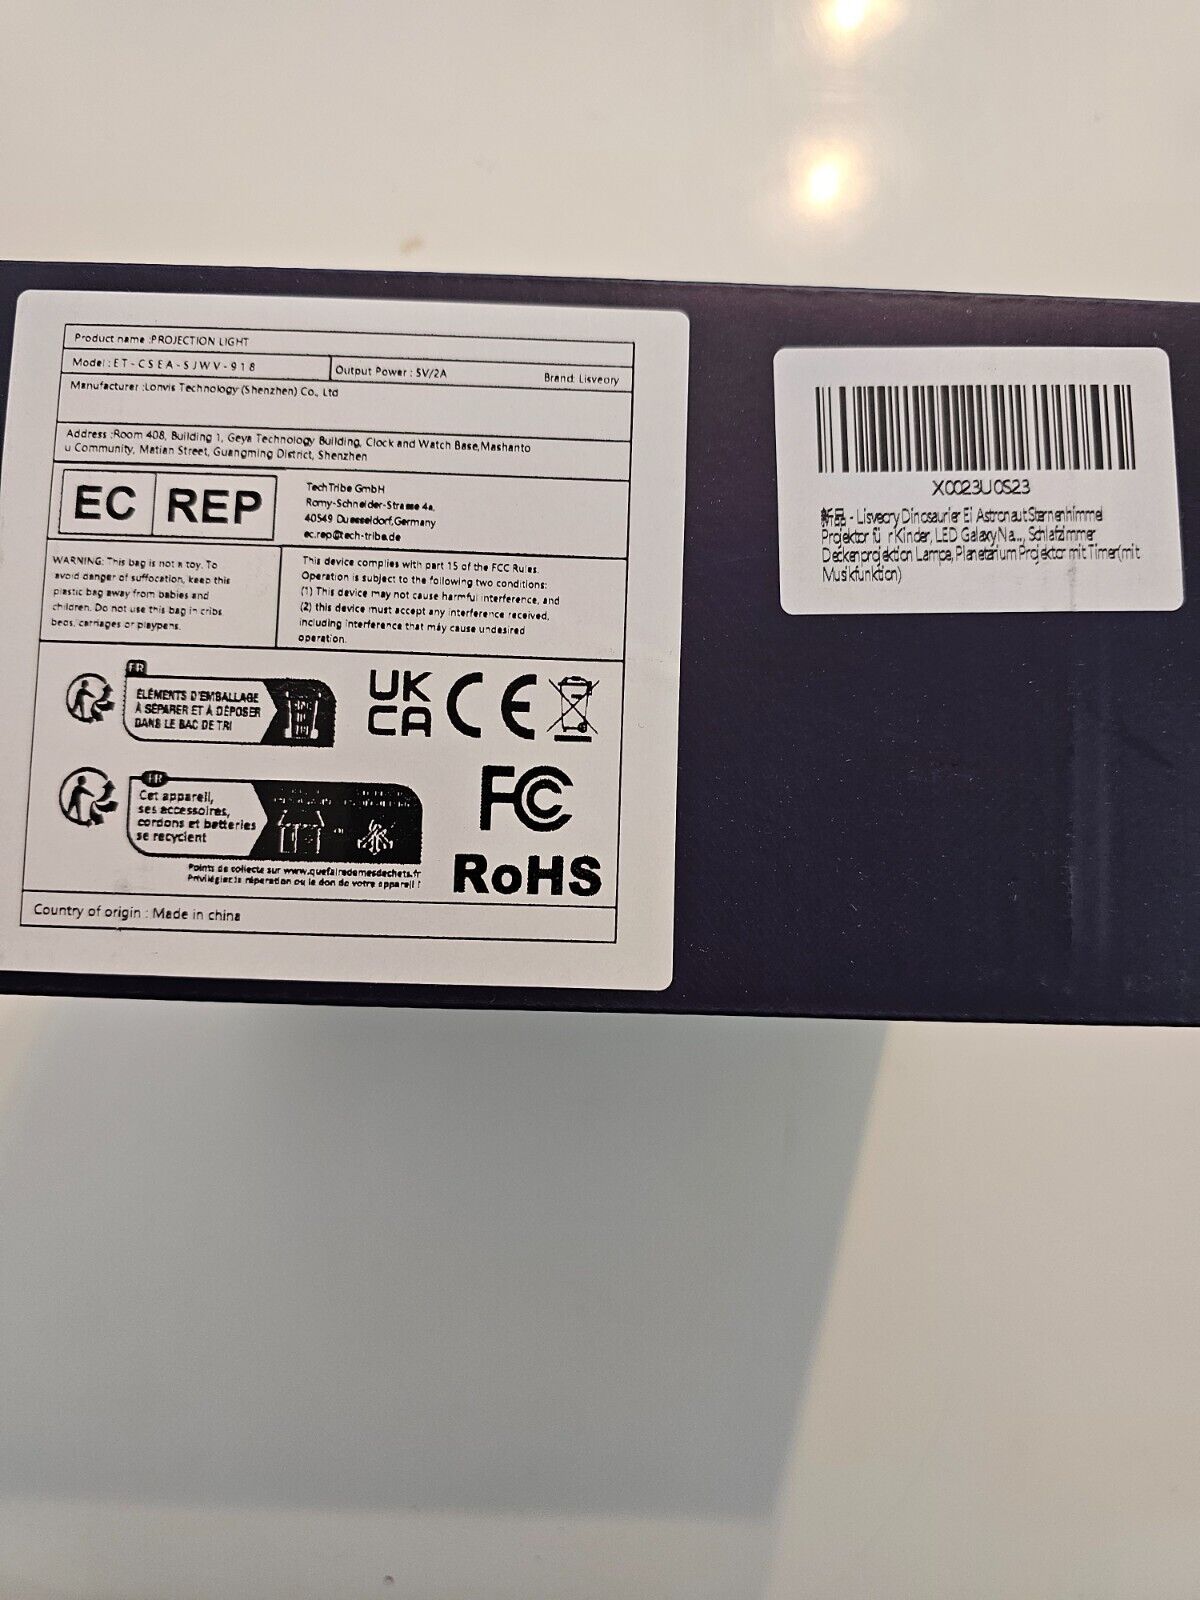 Product name :PROJECTION LIGHT
Model : ET-CSEA-SJWV-918
Output Power : 5V/2A
Brand: Lisveory
Manufacturer :Lonvis Technology (Shenzhen) Co., Ltd
Address :Room 408, Building 1, Geya Technology Building, Clock and Watch Base,Mashanto
u Community, Matian Street, Guangming District, Shenzhen
EC REP
TechTribe GmbH
Romy-Schneider-Strasse 4a,
40549 Duesseldorf,Germany
ec.rep@tech-tribe.de
WARNING: This bag is not a toy. To
avoid danger of suffocation, keep this
plastic bag away from babies and
children. Do not use this bag in cribs
beds, carriages or playpens.
This device complies with part 15 of the FCC Rules.
Operation is subject to the following two conditions:
(1) This device may not cause harmful interference, and
(2) this device must accept any interference received,
including interference that may cause undesired
operation.
FR
ÉLÉMENTS D'EMBALLAGE
À SÉPARER ET À DÉPOSER
DANS LE BAC DE TRI
UK
CA
CE
FR
Cet appareil,
ses accessoires,
cordons et batteries
se recyclent
FC
Points de collecte sur www.quefairedemesdechets.fr
Privilégiez la réparation ou le don de votre appareil !
RoHS
Country of origin : Made in china
X0023U0S23
新品 - Lisveory Dinosaurier Ei Astronaut Sternenhimmel
Projektor fü r Kinder, LED Galaxy Na..., Schlafzimmer
Deckenprojektion Lampe, Planetarium Projektor mit Timer(mit
Musikfunktion)